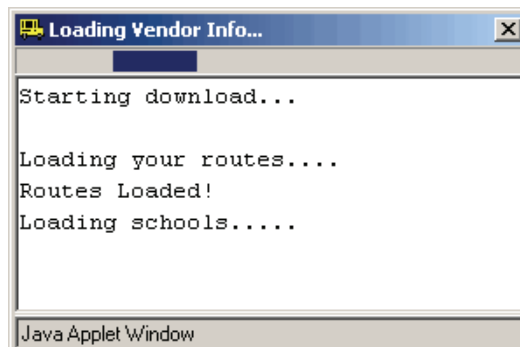 Loading Vendor Info...
Starting download...
Loading your routes....
Routes Loaded!
Loading schools.....
Java Applet Window